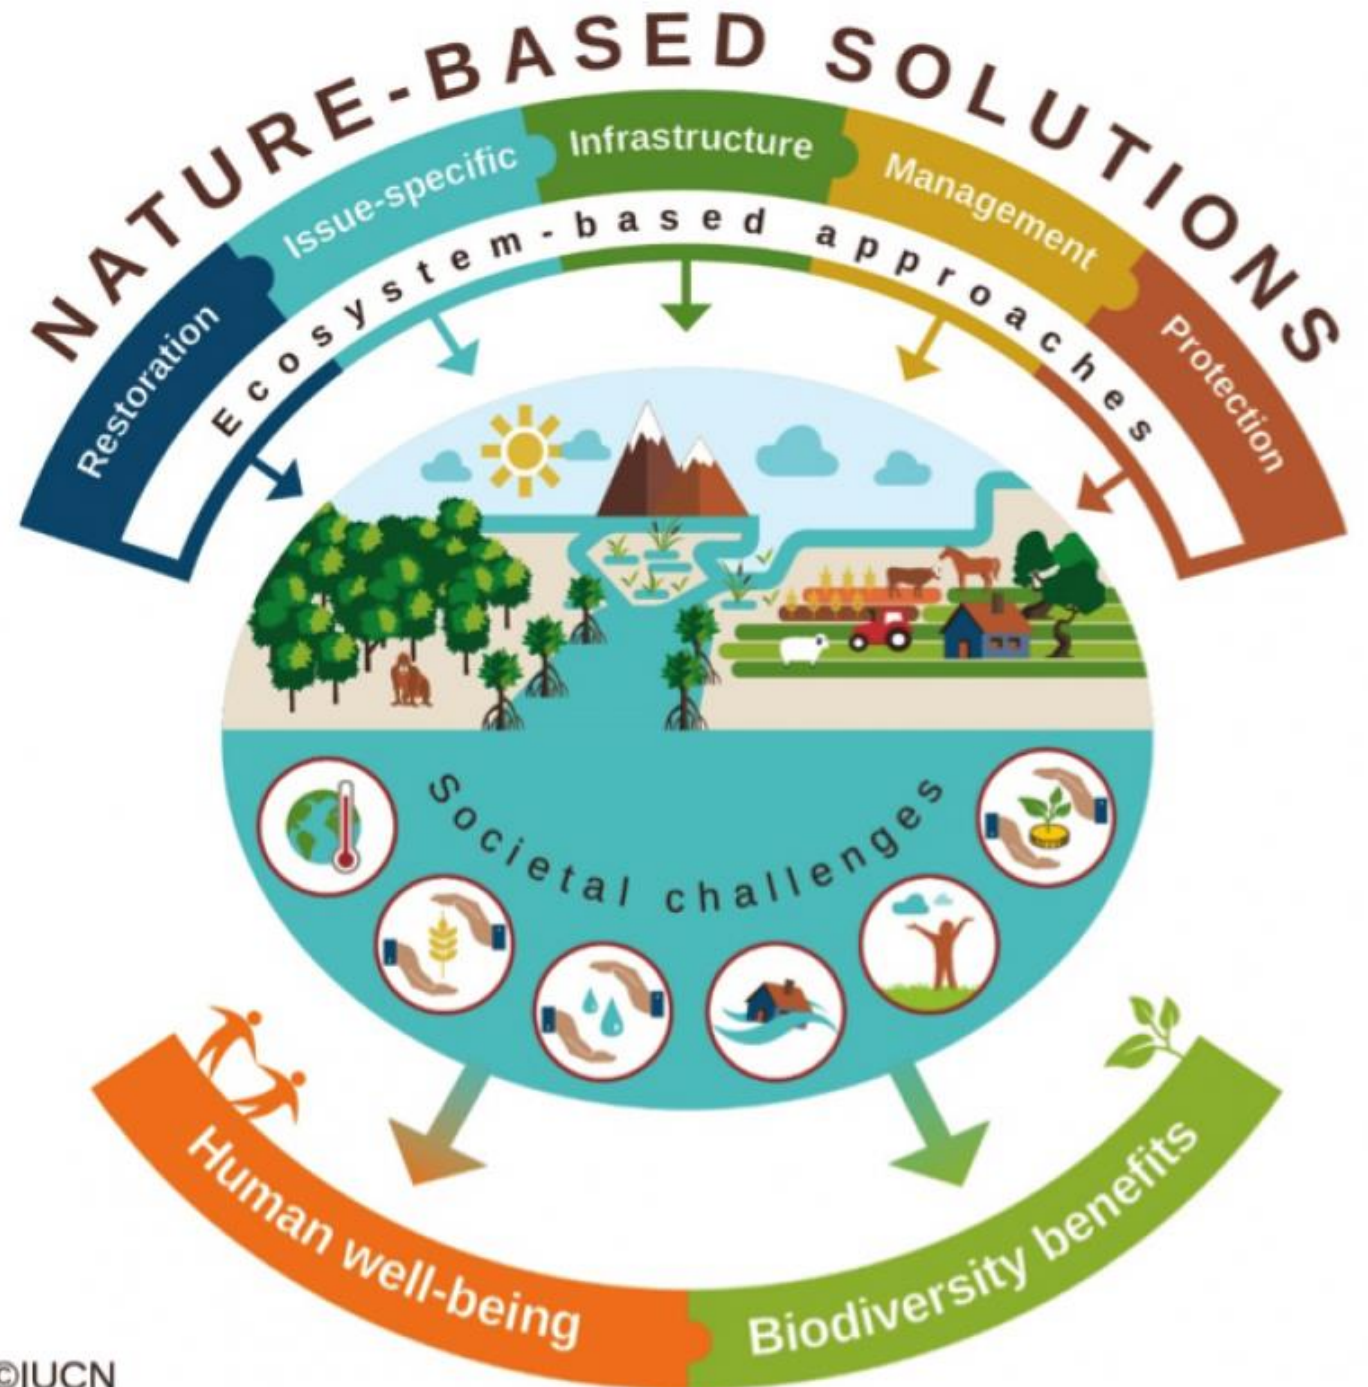 NATURE-BASED SOLUTIONS
Restoration
Issue-specific
Infrastructure
Management
Protection
Ecosystem-based approaches
Societal challenges
Human well-being
Biodiversity benefits
©IUCN